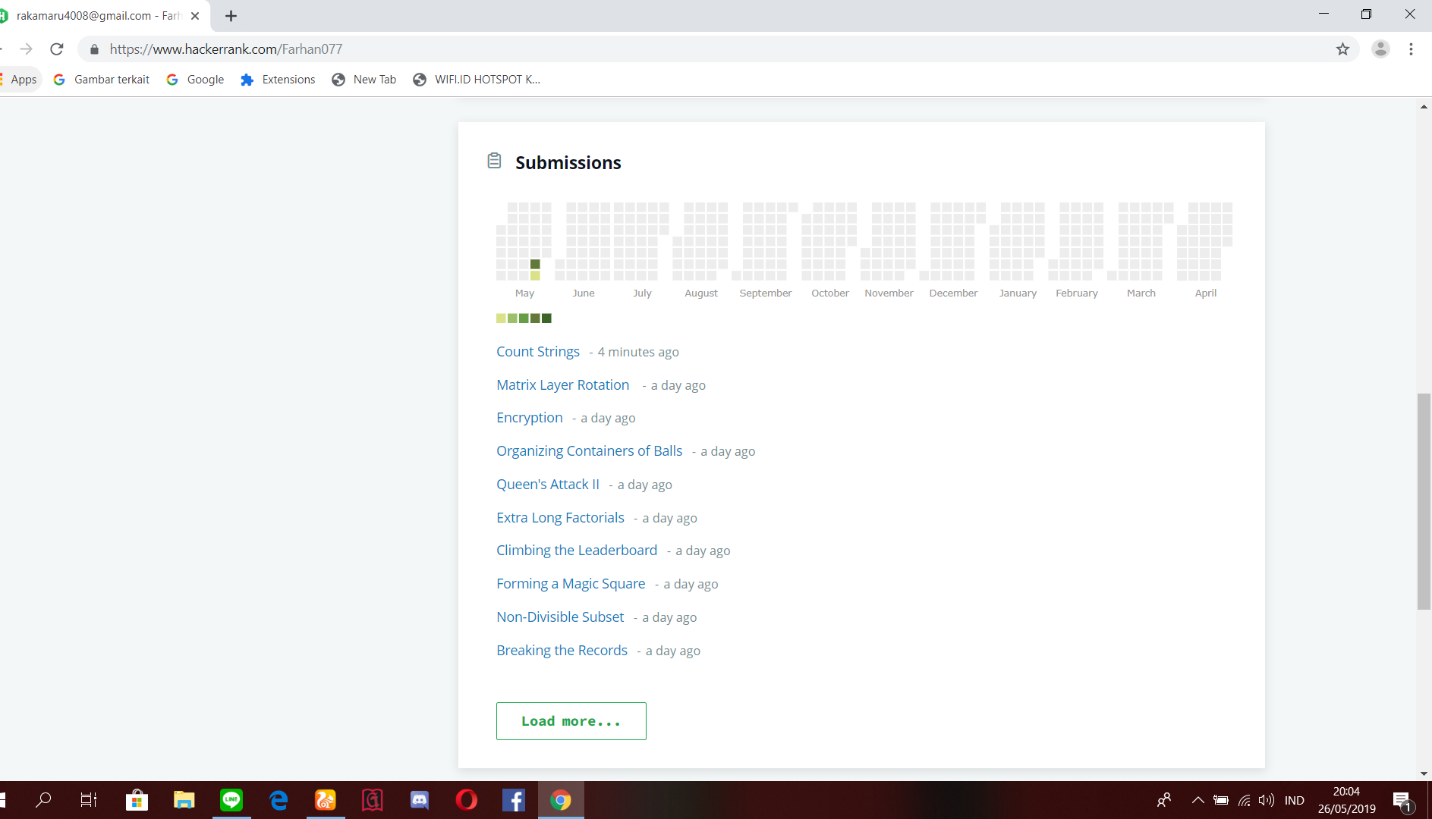 rakamaru4008@gmail.com - Farh
https://www.hackerrank.com/Farhan077
Apps Gambar terkait Google Extensions New Tab WIFI.ID HOTSPOT K...
Submissions
May June July August September October November December January February March April
Count Strings - 4 minutes ago
Matrix Layer Rotation - a day ago
Encryption - a day ago
Organizing Containers of Balls - a day ago
Queen's Attack II - a day ago
Extra Long Factorials - a day ago
Climbing the Leaderboard - a day ago
Forming a Magic Square - a day ago
Non-Divisible Subset - a day ago
Breaking the Records - a day ago
Load more...
LINE
IND
20:04
26/05/2019
1